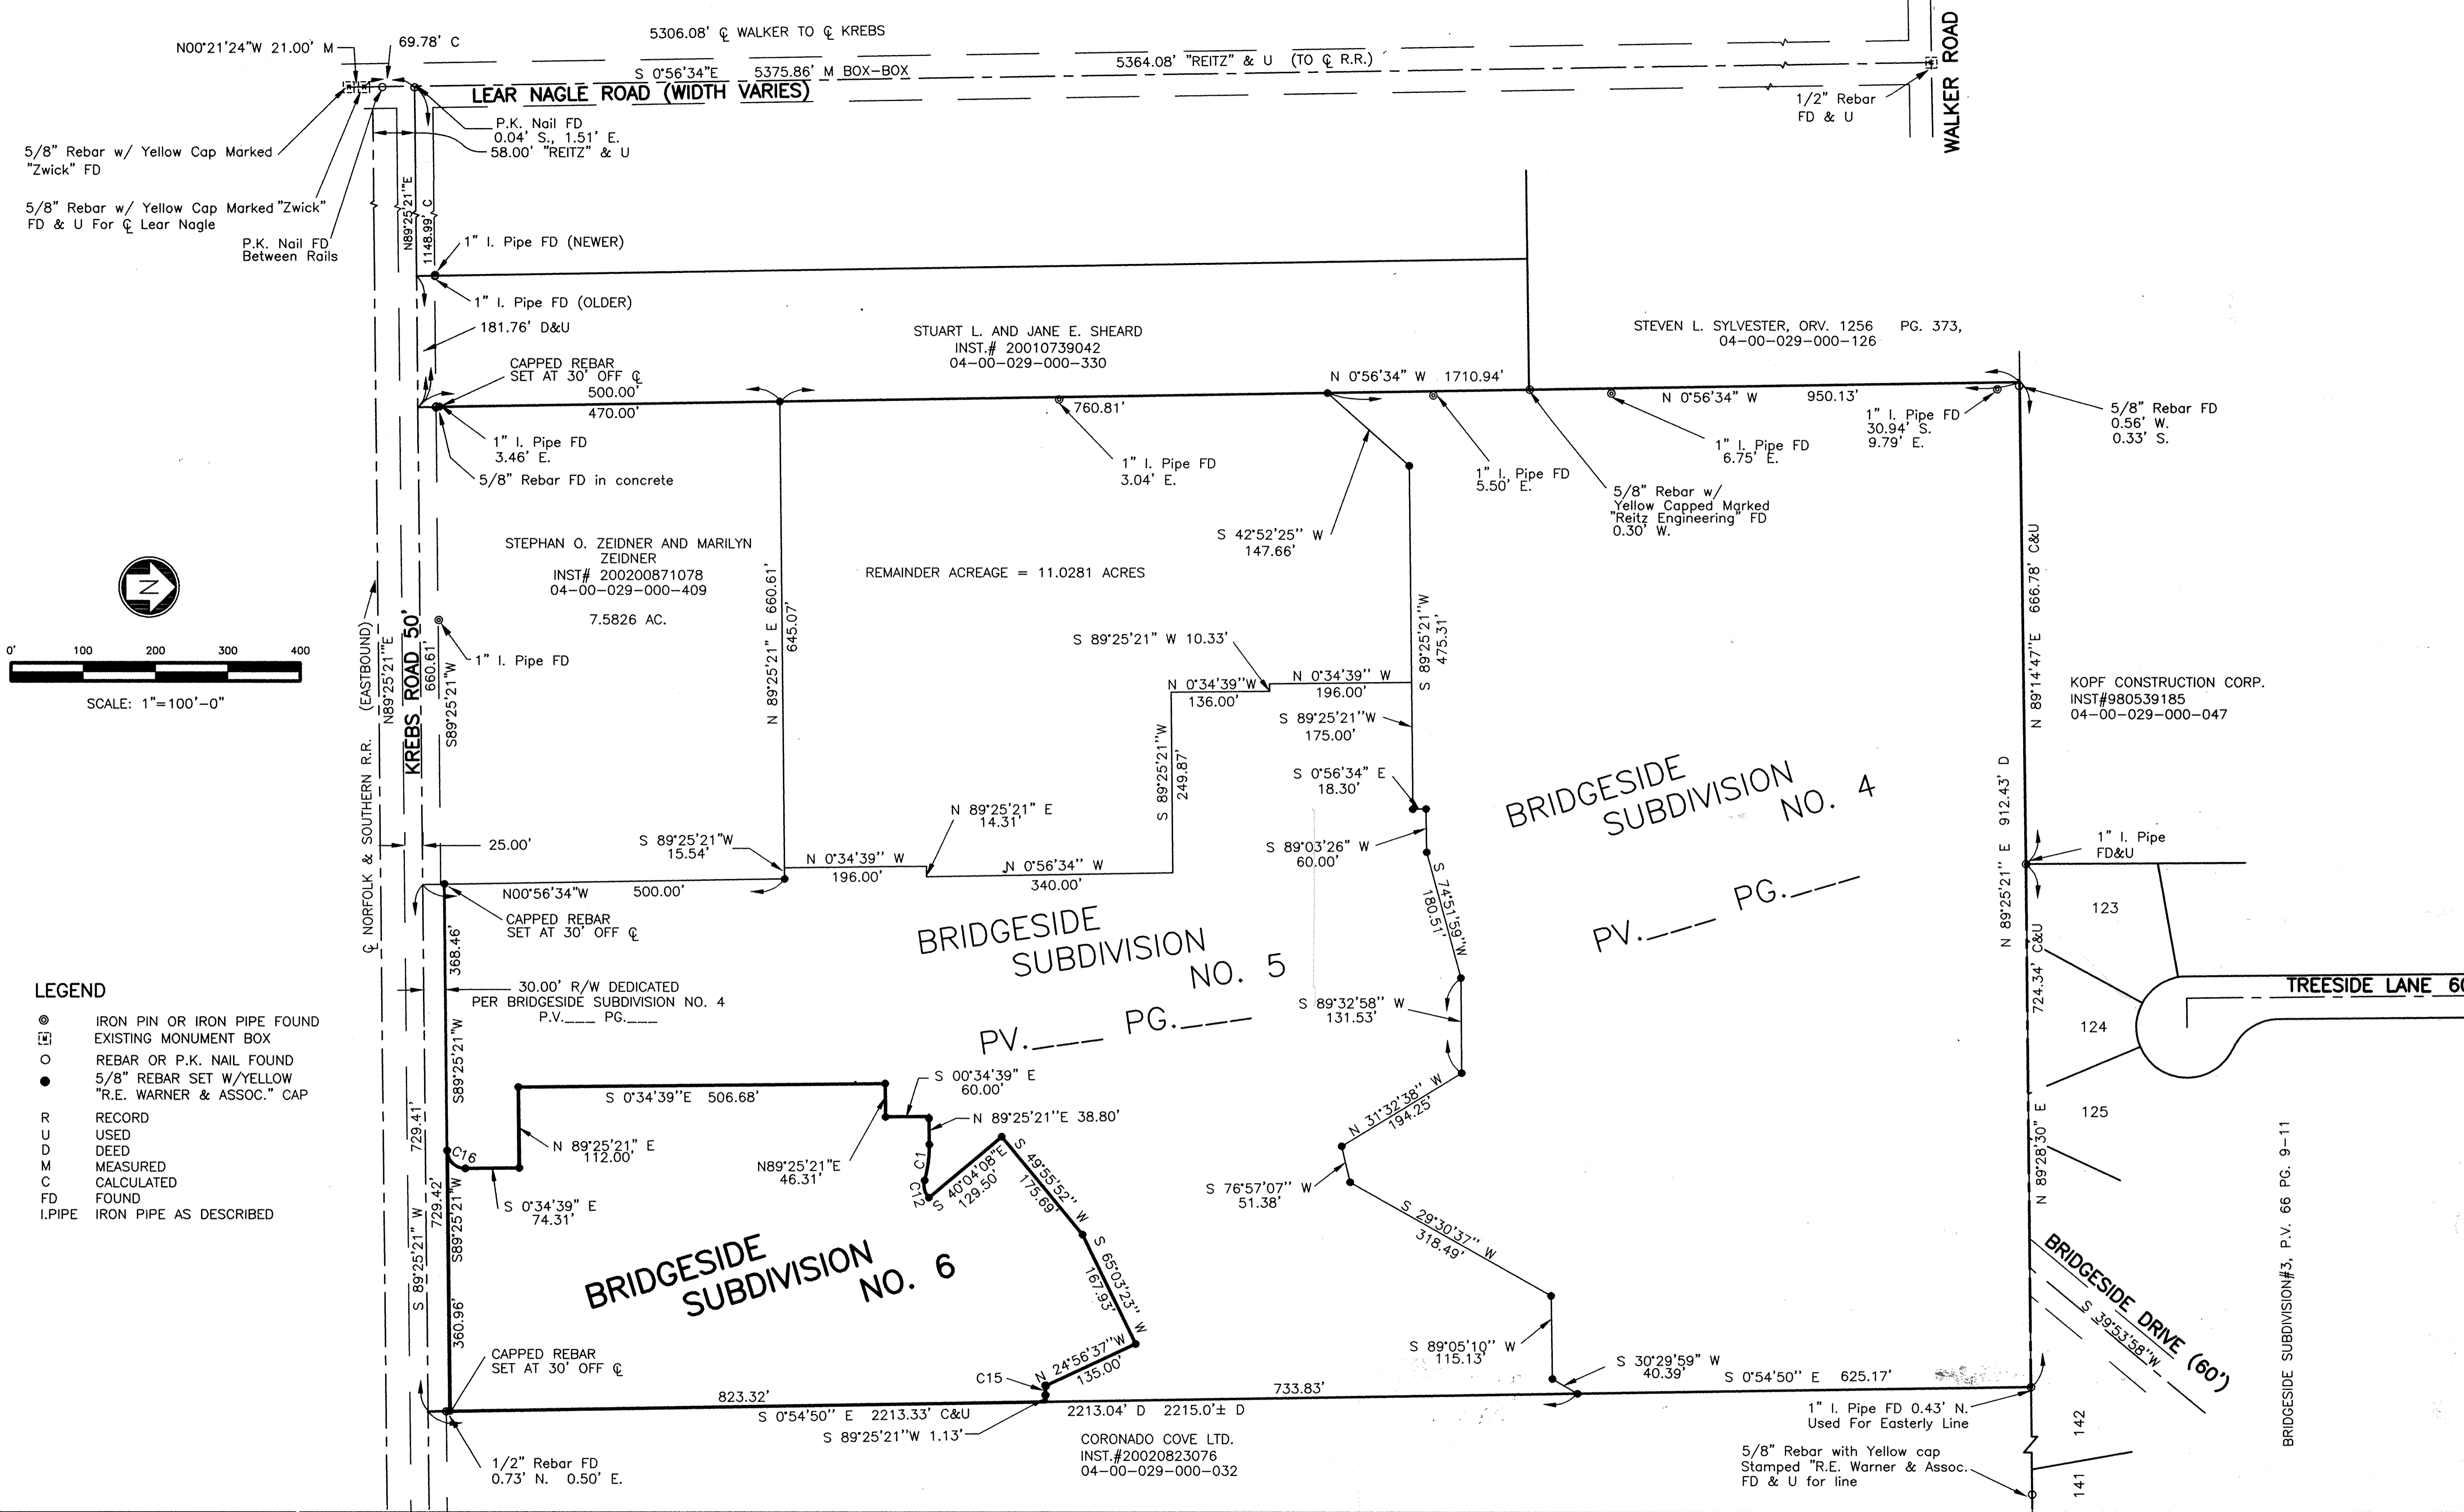 5306.08' ℄ WALKER TO ℄ KREBS
N00°21'24"W 21.00' M
69.78' C
S 0°56'34"E 5375.86' M BOX-BOX
5364.08' "REITZ" & U (TO ℄ R.R.)
LEAR NAGLE ROAD (WIDTH VARIES)
WALKER ROAD
1/2" Rebar
FD & U
P.K. Nail FD
0.04' S., 1.51' E.
58.00' "REITZ" & U
5/8" Rebar w/ Yellow Cap Marked
"Zwick" FD
5/8" Rebar w/ Yellow Cap Marked "Zwick"
FD & U For ℄ Lear Nagle
P.K. Nail FD
Between Rails
N89°25'21"E
1148.99' C
1" I. Pipe FD (NEWER)
1" I. Pipe FD (OLDER)
181.76' D&U
CAPPED REBAR
SET AT 30' OFF ℄
500.00'
470.00'
STUART L. AND JANE E. SHEARD
INST.# 20010739042
04-00-029-000-330
STEVEN L. SYLVESTER, ORV. 1256 PG. 373,
04-00-029-000-126
N 0°56'34" W 1710.94'
760.81'
N 0°56'34" W 950.13'
1" I. Pipe FD
3.46' E.
5/8" Rebar FD in concrete
1" I. Pipe FD
3.04' E.
1" I. Pipe FD
5.50' E.
1" I. Pipe FD
6.75' E.
1" I. Pipe FD
30.94' S.
9.79' E.
5/8" Rebar FD
0.56' W.
0.33' S.
5/8" Rebar w/
Yellow Capped Marked
"Reitz Engineering" FD
0.30' W.
S 42°52'25'' W
147.66'
STEPHAN O. ZEIDNER AND MARILYN
ZEIDNER
INST# 200200871078
04-00-029-000-409
7.5826 AC.
REMAINDER ACREAGE = 11.0281 ACRES
N 89°25'21" E 660.61'
645.07'
N
0' 100 200 300 400
SCALE: 1"=100'-0"
℄ NORFOLK & SOUTHERN R.R. (EASTBOUND)
N89°25'21"E
KREBS ROAD 50'
660.61'
S89°25'21"W
1" I. Pipe FD
S 89°25'21" W 10.33'
N 0°34'39"W
136.00'
N 0°34'39'' W
196.00'
S 89°25'21"W
475.31'
S 89°25'21"W
175.00'
S 0°56'34" E
18.30'
S 89°25'21"W
249.87'
N 89°25'21" E
14.31'
S 89°03'26" W
60.00'
S 74°51'59"W
180.51'
BRIDGESIDE
SUBDIVISION
NO. 4
PV.___ PG.___
N 89°14'47"E 666.78' C&U
N 89°25'21" E 912.43' D
KOPF CONSTRUCTION CORP.
INST#980539185
04-00-029-000-047
1" I. Pipe
FD&U
25.00'
S 89°25'21"W
15.54'
N 0°34'39'' W
196.00'
N 0°56'34'' W
340.00'
N00°56'34"W 500.00'
CAPPED REBAR
SET AT 30' OFF ℄
368.46'
S89°25'21"W
30.00' R/W DEDICATED
PER BRIDGESIDE SUBDIVISION NO. 4
P.V.___ PG.___
BRIDGESIDE
SUBDIVISION
NO. 5
PV.___ PG.___
S 89°32'58'' W
131.53'
N 31°32'38'' W
194.25'
S 76°57'07'' W
51.38'
S 29°30'37'' W
318.49'
S 89°05'10'' W
115.13'
S 30°29'59" W
40.39'
S 0°54'50'' E 625.17'
724.34' C&U
N 89°28'30" E
123
124
125
TREESIDE LANE
BRIDGESIDE DRIVE (60')
S 39°53'58"W
BRIDGESIDE SUBDIVISION#3, P.V. 66 PG. 9-11
142
141
LEGEND
IRON PIN OR IRON PIPE FOUND
EXISTING MONUMENT BOX
REBAR OR P.K. NAIL FOUND
5/8" REBAR SET W/YELLOW
"R.E. WARNER & ASSOC." CAP
R RECORD
U USED
D DEED
M MEASURED
C CALCULATED
FD FOUND
I.PIPE IRON PIPE AS DESCRIBED
729.41'
729.42'
S 89°25'21" W
S89°25'21"W
360.96'
C16
S 0°34'39" E
74.31'
N 89°25'21" E
112.00'
S 0°34'39"E 506.68'
N89°25'21"E
46.31'
S 00°34'39" E
60.00'
N 89°25'21''E 38.80'
C1
C12
S 40°04'08"E
129.50'
S 49°55'52'' W
175.69'
S 65°03'23'' W
167.93'
N 24°56'37"W
135.00'
C15
BRIDGESIDE
SUBDIVISION
NO. 6
CAPPED REBAR
SET AT 30' OFF ℄
823.32'
733.83'
S 0°54'50'' E 2213.33' C&U
2213.04' D 2215.0'± D
S 89°25'21"W 1.13'
1/2" Rebar FD
0.73' N. 0.50' E.
CORONADO COVE LTD.
INST.#20020823076
04-00-029-000-032
1" I. Pipe FD 0.43' N.
Used For Easterly Line
5/8" Rebar with Yellow cap
Stamped "R.E. Warner & Assoc.
FD & U for line